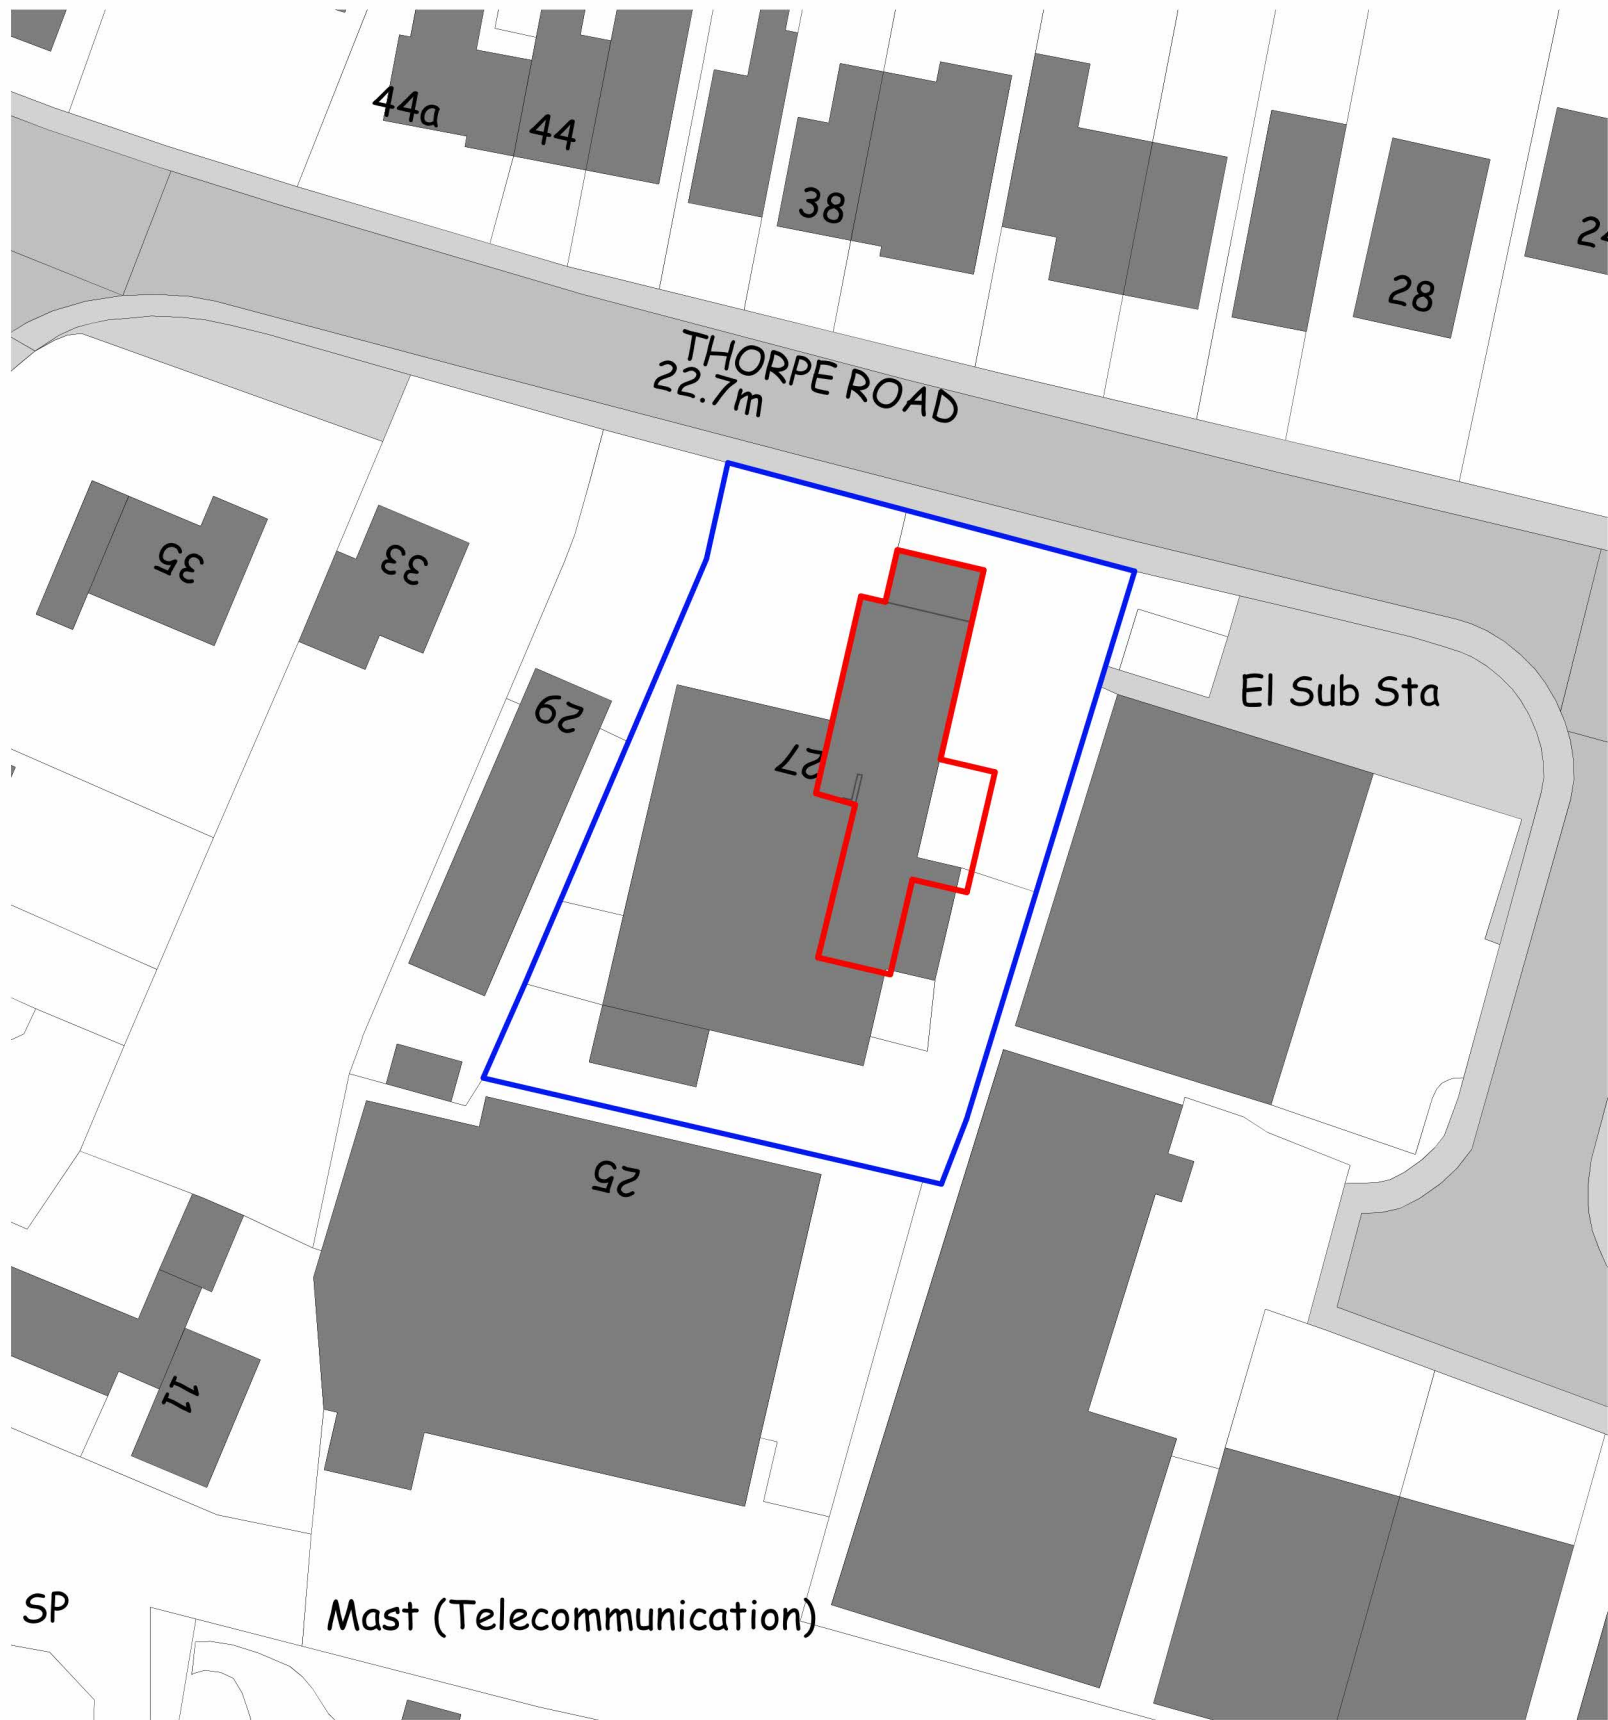 44a
44
38
28
24
THORPE ROAD
22.7m
35
33
El Sub Sta
29
27
25
11
SP
Mast (Telecommunication)